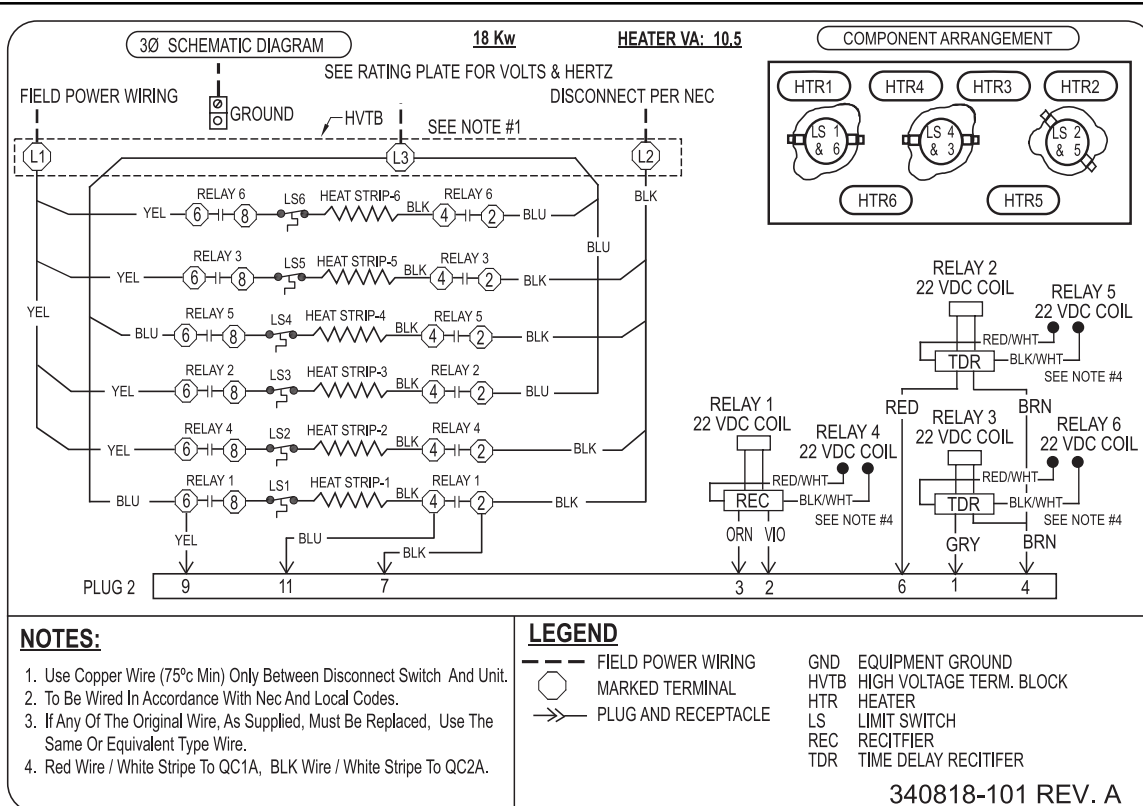 3Ø SCHEMATIC DIAGRAM
18 Kw
HEATER VA: 10,5
COMPONENT ARRANGEMENT
SEE RATING PLATE FOR VOLTS & HERTZ
FIELD POWER WIRING
GROUND
DISCONNECT PER NEC
HVTB
SEE NOTE #1
L1
L3
L2
HTR1
HTR4
HTR3
HTR2
LS 1 & 6
LS 4 & 3
LS 2 & 5
HTR6
HTR5
YEL
RELAY 6
6
8
LS6
HEAT STRIP-6
BLK
RELAY 6
4
2
BLU
BLK
BLU
YEL
RELAY 3
6
8
LS5
HEAT STRIP-5
BLK
RELAY 3
4
2
BLK
YEL
BLU
RELAY 5
6
8
LS4
HEAT STRIP-4
BLK
RELAY 5
4
2
BLK
YEL
RELAY 2
6
8
LS3
HEAT STRIP-3
BLK
RELAY 2
4
2
BLU
YEL
RELAY 4
6
8
LS2
HEAT STRIP-2
BLK
RELAY 4
4
2
BLK
BLU
RELAY 1
6
8
LS1
HEAT STRIP-1
BLK
RELAY 1
4
2
BLK
YEL
BLU
BLK
RELAY 2
22 VDC COIL
RELAY 5
22 VDC COIL
RED/WHT
TDR
BLK/WHT
SEE NOTE #4
RED
BRN
RELAY 1
22 VDC COIL
RELAY 4
22 VDC COIL
RED/WHT
REC
BLK/WHT
SEE NOTE #4
ORN
VIO
RELAY 3
22 VDC COIL
RELAY 6
22 VDC COIL
RED/WHT
TDR
BLK/WHT
SEE NOTE #4
GRY
BRN
PLUG 2
9
11
7
3
2
6
1
4
NOTES:
1. Use Copper Wire (75ºc Min) Only Between Disconnect Switch And Unit.
2. To Be Wired In Accordance With Nec And Local Codes.
3. If Any Of The Original Wire, As Supplied, Must Be Replaced, Use The
Same Or Equivalent Type Wire.
4. Red Wire / White Stripe To QC1A, BLK Wire / White Stripe To QC2A.
LEGEND
FIELD POWER WIRING
MARKED TERMINAL
PLUG AND RECEPTACLE
GND EQUIPMENT GROUND
HVTB HIGH VOLTAGE TERM. BLOCK
HTR HEATER
LS LIMIT SWITCH
REC RECITFIER
TDR TIME DELAY RECITIFER
340818-101 REV. A